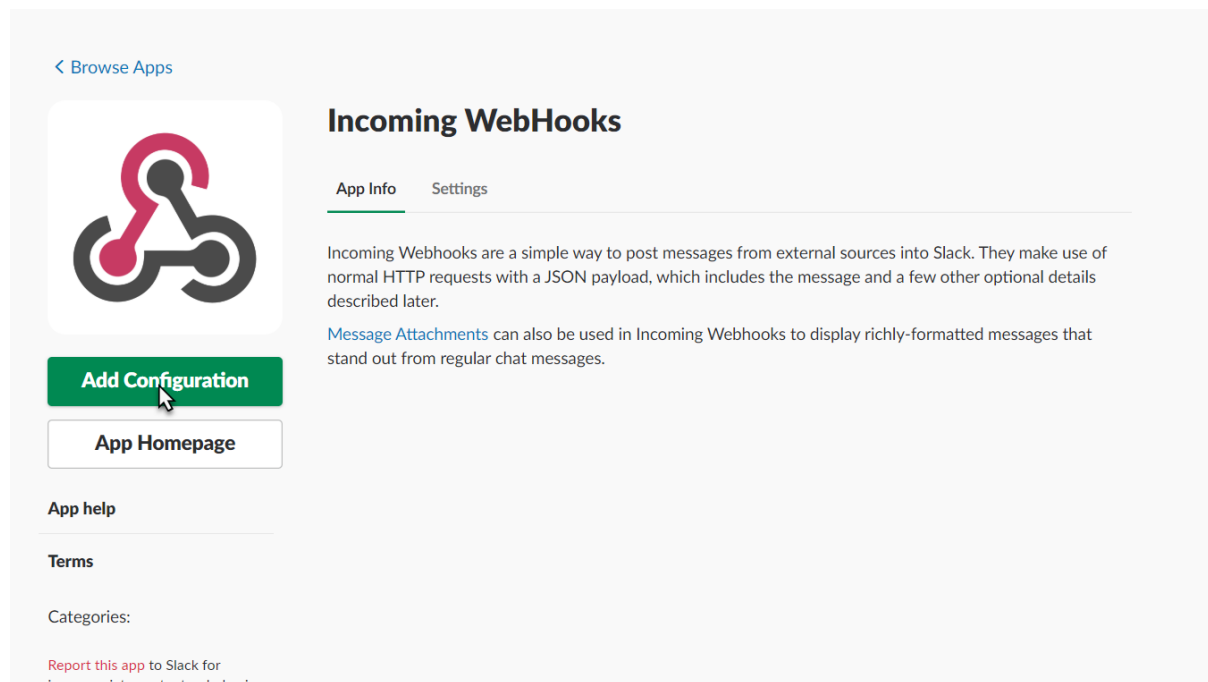 Browse Apps
Incoming WebHooks
App Info Settings
Incoming Webhooks are a simple way to post messages from external sources into Slack. They make use of
normal HTTP requests with a JSON payload, which includes the message and a few other optional details
described later.
Message Attachments can also be used in Incoming Webhooks to display richly-formatted messages that
stand out from regular chat messages.
Add Configuration
App Homepage
App help
Terms
Categories:
Report this app to Slack for